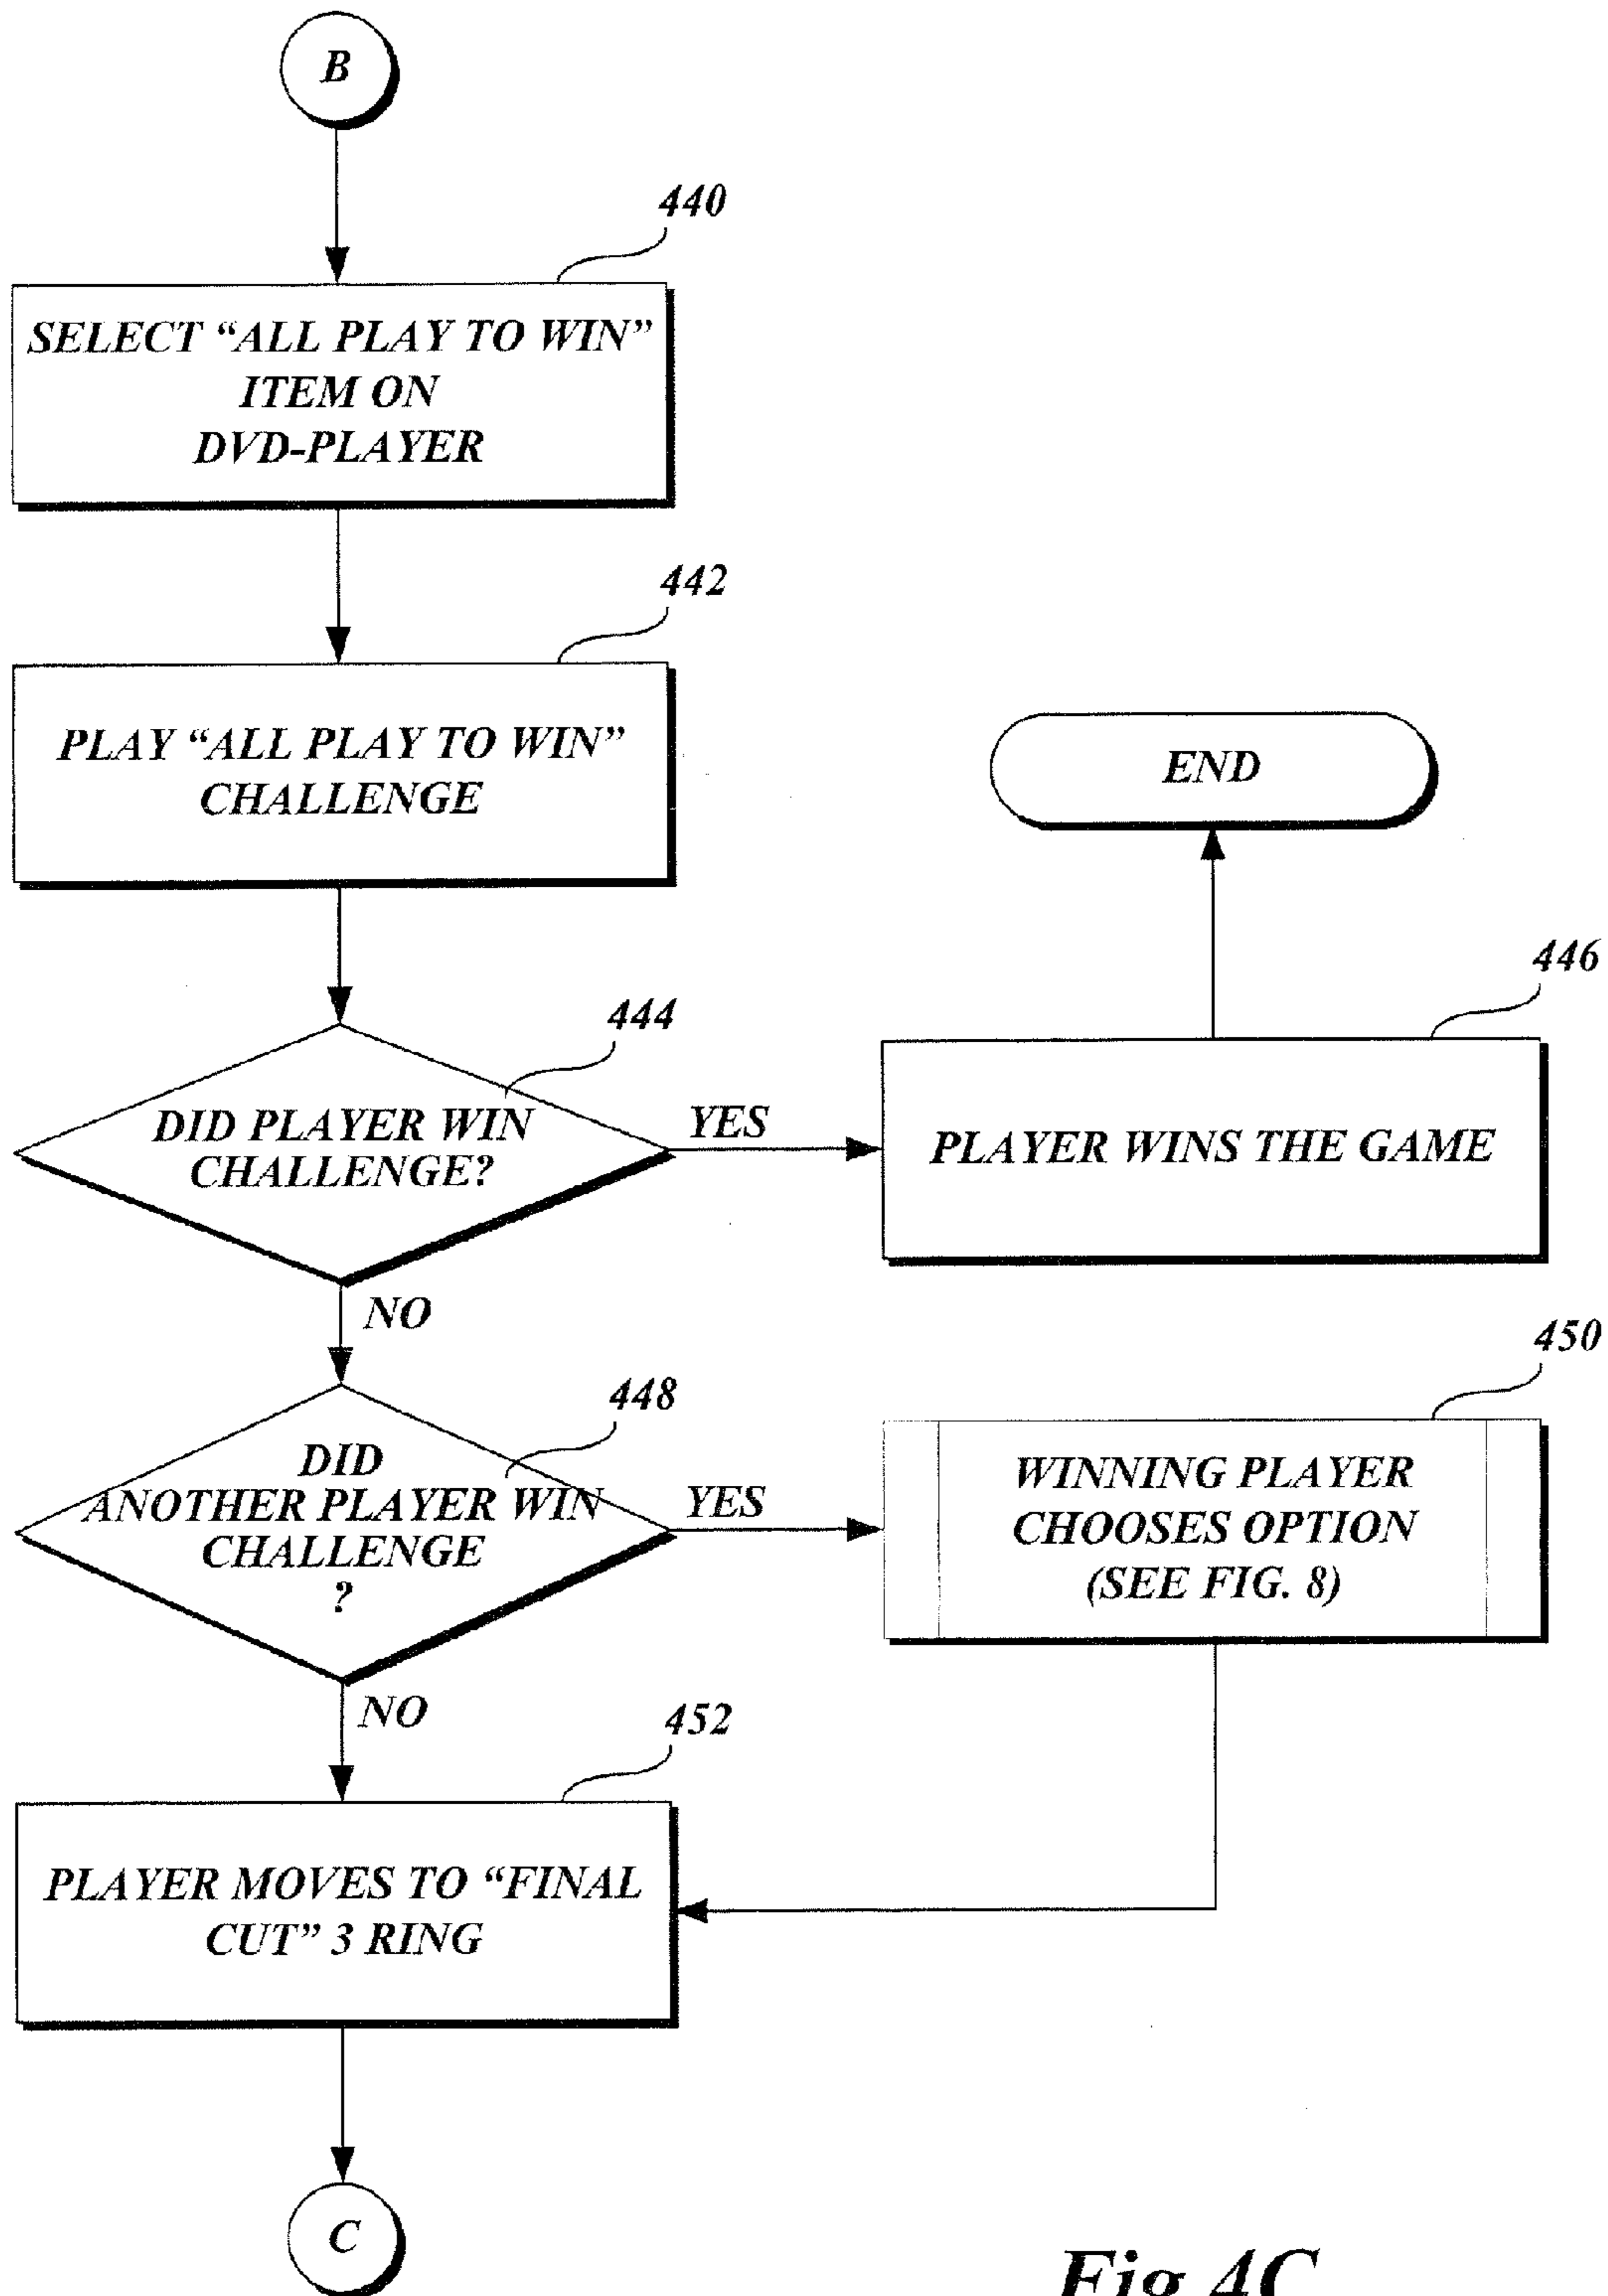 B
440
SELECT “ALL PLAY TO WIN”
ITEM ON
DVD-PLAYER
442
PLAY “ALL PLAY TO WIN”
CHALLENGE
END
446
444
DID PLAYER WIN
CHALLENGE?
YES
PLAYER WINS THE GAME
NO
450
448
DID
ANOTHER PLAYER WIN
CHALLENGE
?
YES
WINNING PLAYER
CHOOSES OPTION
(SEE FIG. 8)
NO
452
PLAYER MOVES TO “FINAL
CUT” 3 RING
C
Fig.4C